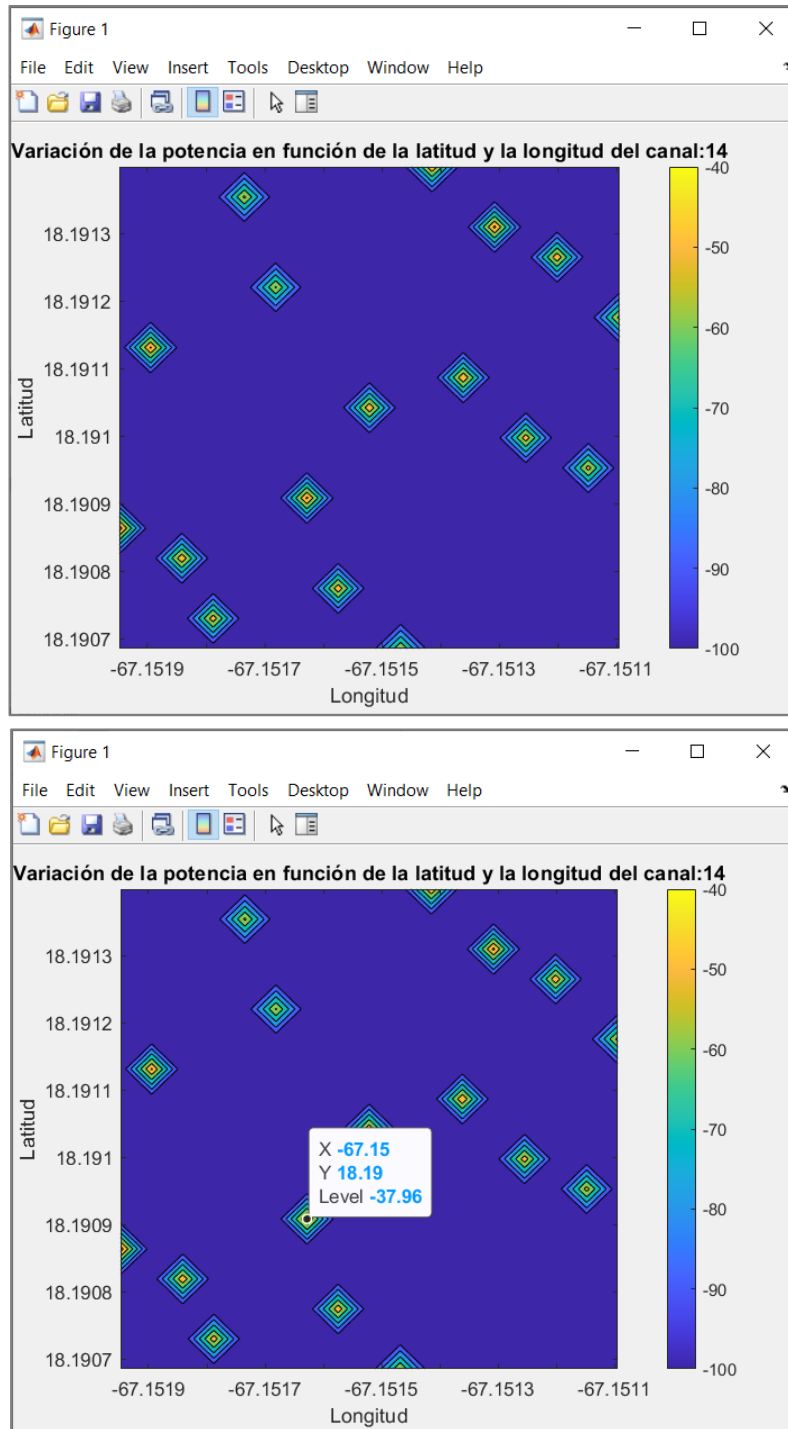 Figure 1
File Edit View Insert Tools Desktop Window Help
Variación de la potencia en función de la latitud y la longitud del canal:14
-40
18.1913
-50
18.1912
-60
18.1911
-70
Latitud
18.191
18.1909
-80
18.1908
-90
18.1907
-100
-67.1519 -67.1517 -67.1515 -67.1513 -67.1511
Longitud
Figure 1
File Edit View Insert Tools Desktop Window Help
Variación de la potencia en función de la latitud y la longitud del canal:14
-40
18.1913
-50
18.1912
-60
18.1911
-70
Latitud
X -67.15
Y 18.19
Level -37.96
18.191
18.1909
-80
18.1908
-90
18.1907
-100
-67.1519 -67.1517 -67.1515 -67.1513 -67.1511
Longitud